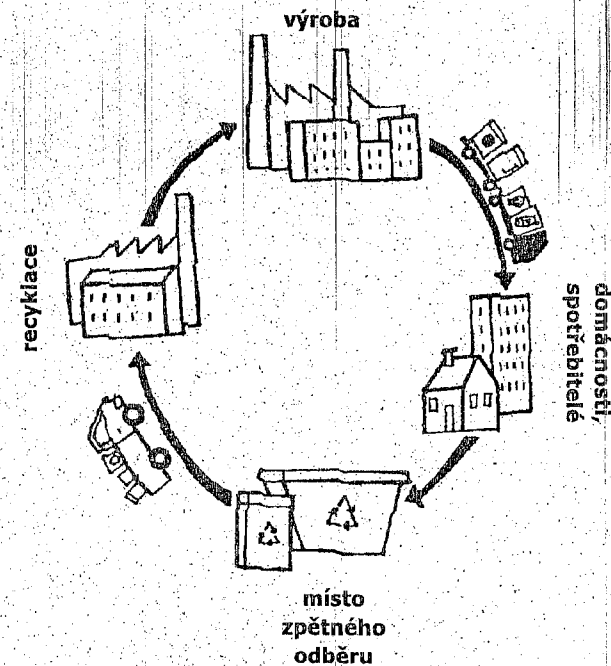 výroba
domácnosti,
spotřebitelé
místo
zpětného
odběru
recyklace